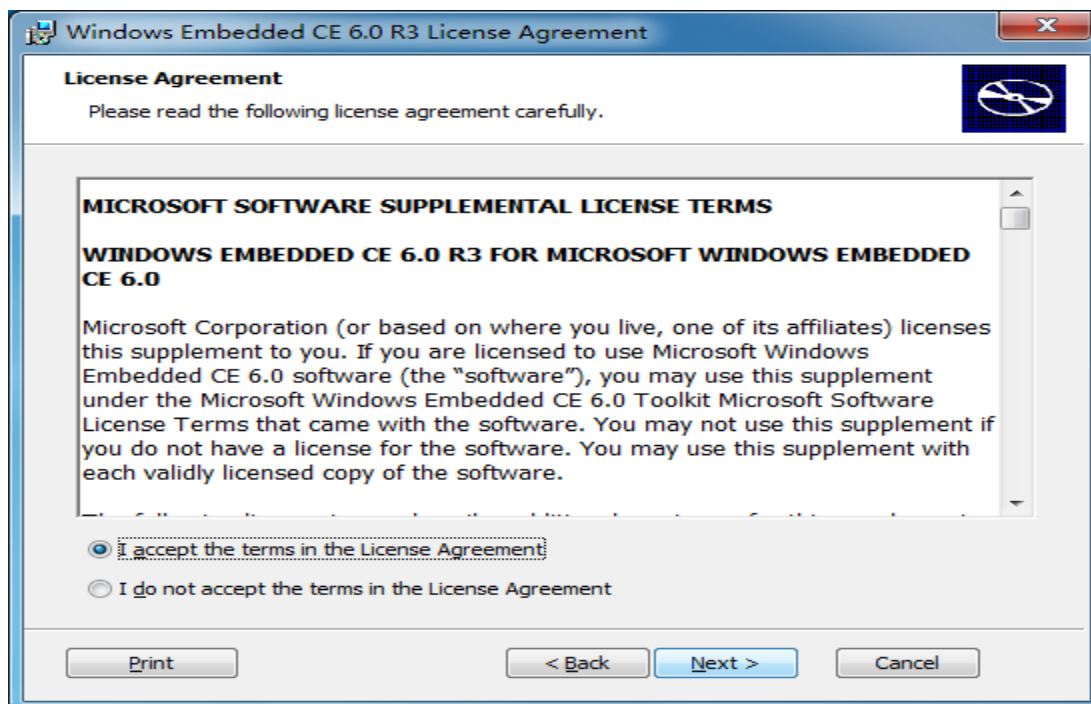 Windows Embedded CE 6.0 R3 License Agreement
License Agreement
Please read the following license agreement carefully.
MICROSOFT SOFTWARE SUPPLEMENTAL LICENSE TERMS
WINDOWS EMBEDDED CE 6.0 R3 FOR MICROSOFT WINDOWS EMBEDDED
CE 6.0
Microsoft Corporation (or based on where you live, one of its affiliates) licenses
this supplement to you. If you are licensed to use Microsoft Windows
Embedded CE 6.0 software (the “software”), you may use this supplement
under the Microsoft Windows Embedded CE 6.0 Toolkit Microsoft Software
License Terms that came with the software. You may not use this supplement if
you do not have a license for the software. You may use this supplement with
each validly licensed copy of the software.
I accept the terms in the License Agreement
I do not accept the terms in the License Agreement
Print
< Back
Next >
Cancel